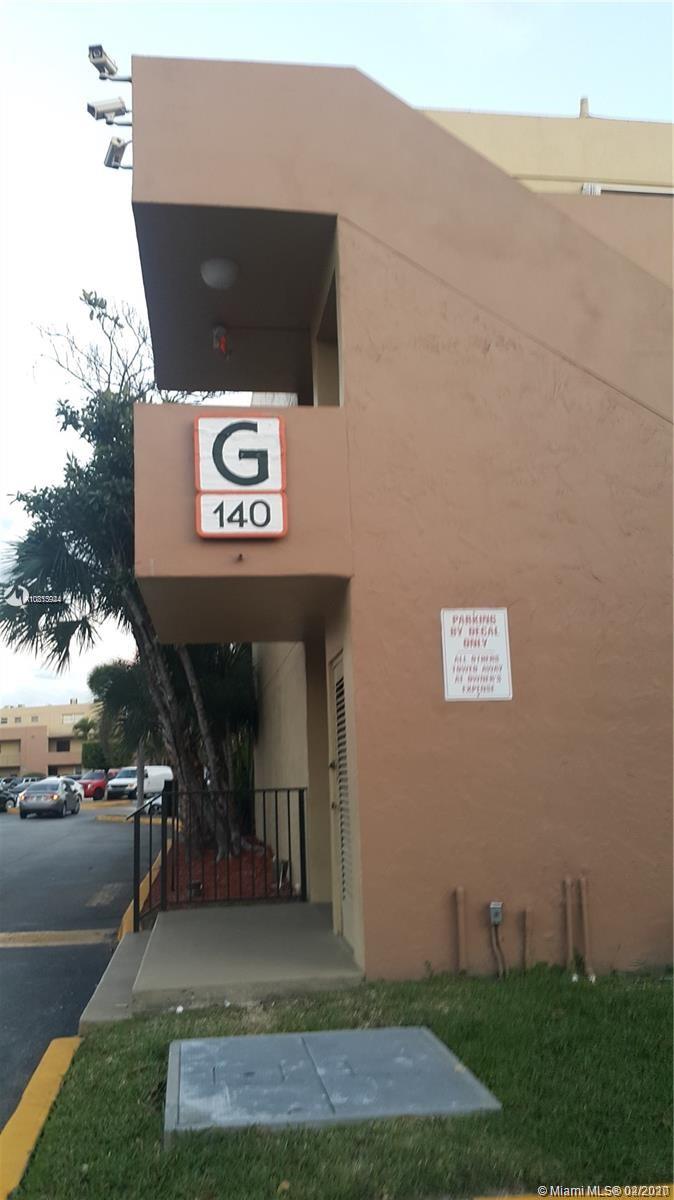 G
140
PARKING
BY DECAL
ONLY
ALL OTHERS
TOWED AWAY
AT OWNER'S
EXPENSE
© Miami MLS®